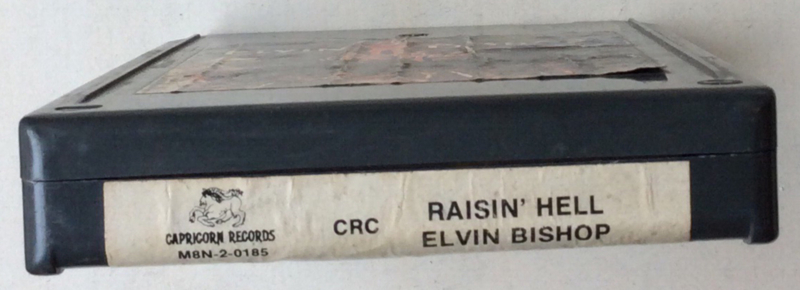 CAPRICORN RECORDS
M8N-2-0185
CRC
RAISIN' HELL
ELVIN BISHOP